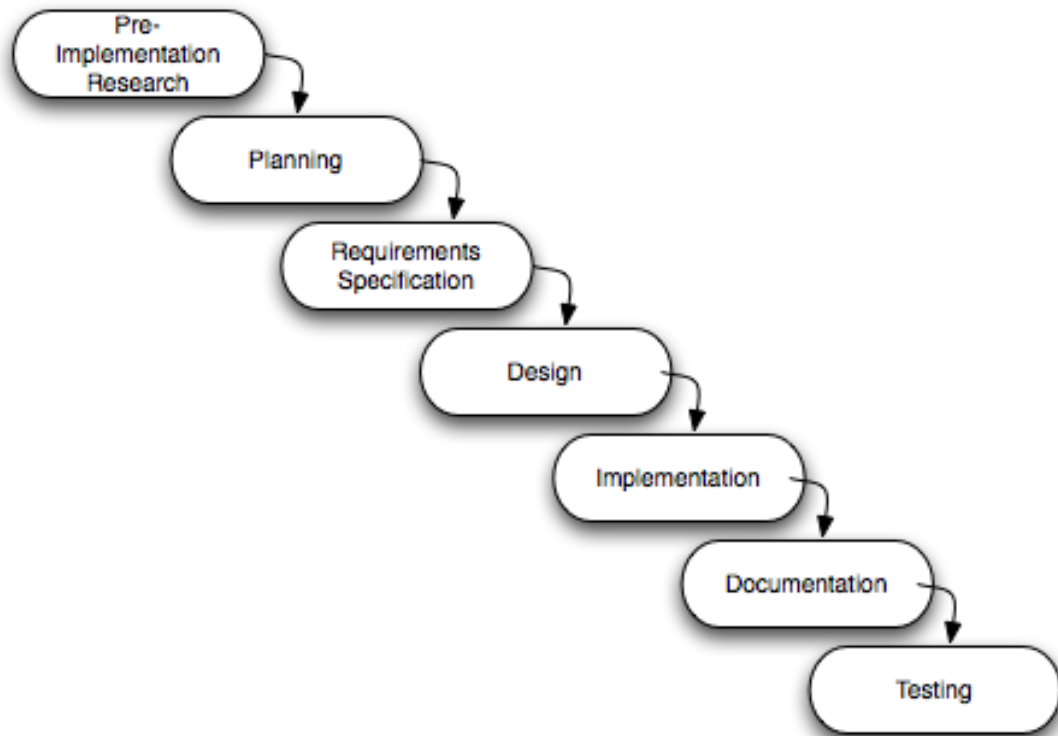 Pre-
Implementation
Research
Planning
Requirements
Specification
Design
Implementation
Documentation
Testing